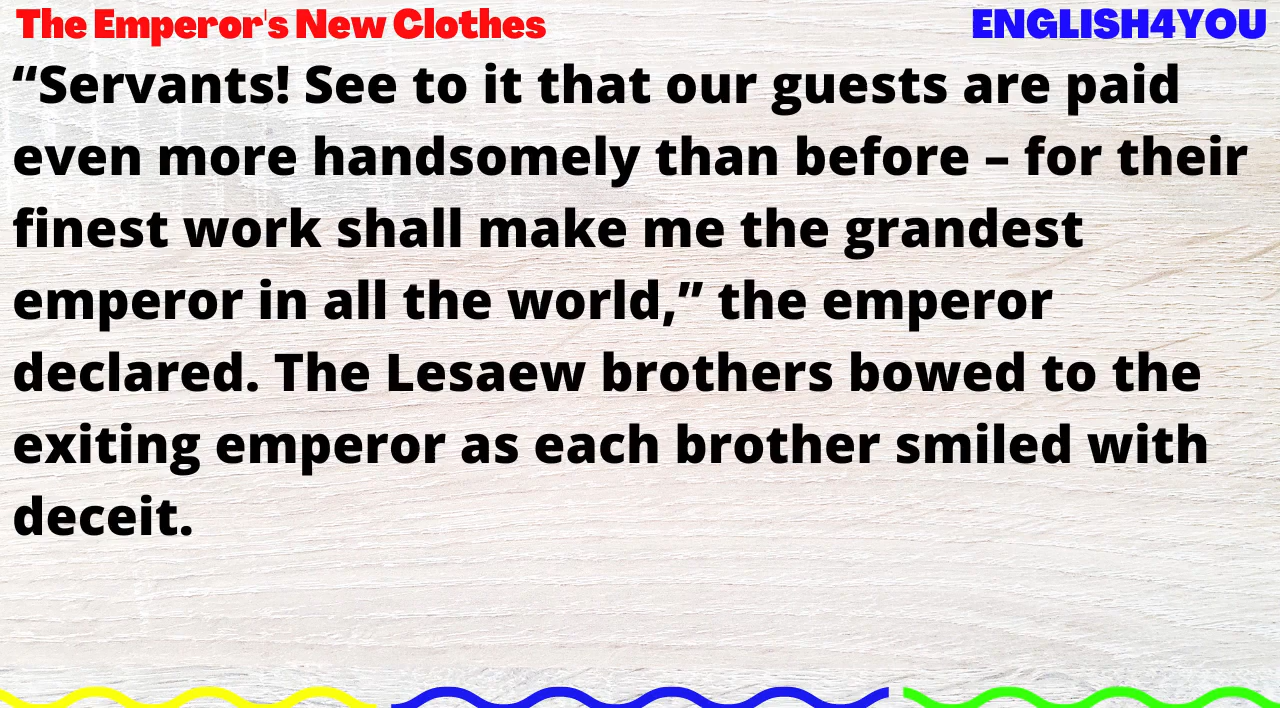 The Emperor's New Clothes
ENGLISH4YOU
“Servants! See to it that our guests are paid
even more handsomely than before – for their
finest work shall make me the grandest
emperor in all the world,” the emperor
declared. The Lesaew brothers bowed to the
exiting emperor as each brother smiled with
deceit.